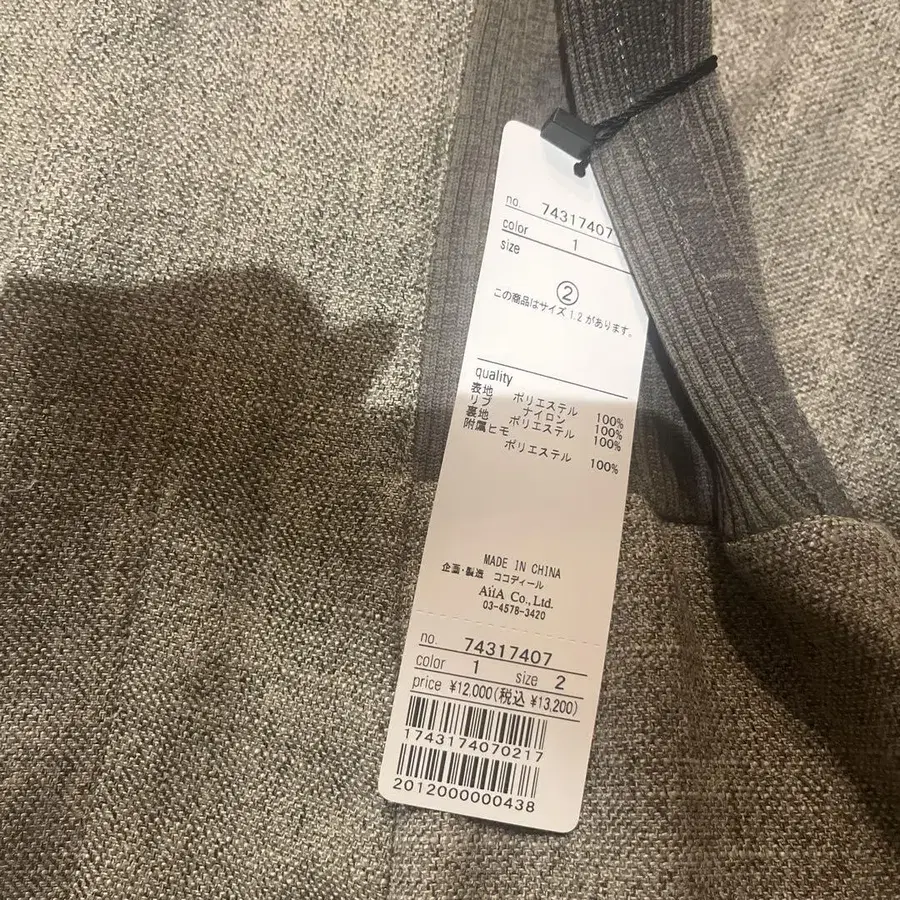 no. 74317407
color 1
size
②
この商品はサイズ 1.2 があります。
quality
表地 ポリエステル 100%
リブ ナイロン 100%
裏地 ポリエステル 100%
附属ヒモ
ポリエステル 100%
MADE IN CHINA
企画・製造 ココディール
AiiA Co., Ltd.
03-4578-3420
no. 74317407
color 1 size 2
price ¥12,000(税込 ¥13,200)
1743174070217
2012000000438